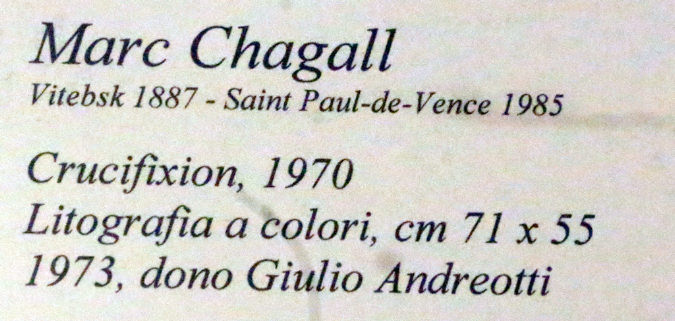 Marc Chagall
Vitebsk 1887 - Saint Paul-de-Vence 1985
Crucifixion, 1970
Litografia a colori, cm 71 x 55
1973, dono Giulio Andreotti